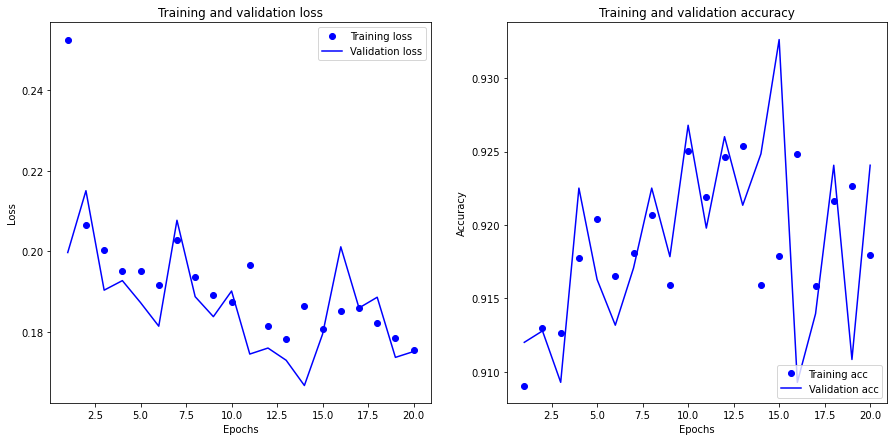 Training and validation loss
Training loss
Validation loss
0.24
0.22
0.20
0.18
Loss
2.5 5.0 7.5 10.0 12.5 15.0 17.5 20.0
Epochs
Training and validation accuracy
0.930
0.925
0.920
0.915
0.910
Accuracy
Training acc
Validation acc
2.5 5.0 7.5 10.0 12.5 15.0 17.5 20.0
Epochs